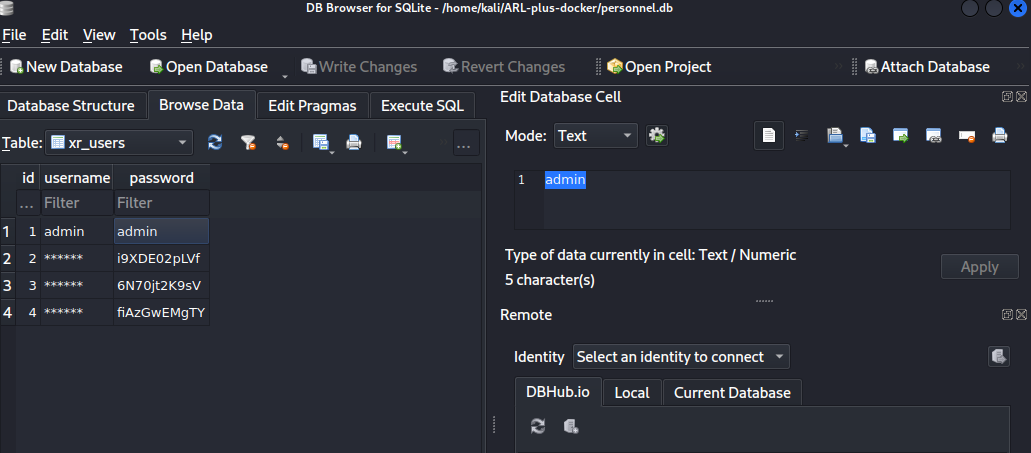 DB Browser for SQLite - /home/kali/ARL-plus-docker/personnel.db
File Edit View Tools Help
New Database Open Database Write Changes Revert Changes Open Project Attach Database
Database Structure Browse Data Edit Pragmas Execute SQL
Table: xr_users ...
id username password
... Filter Filter
1 1 admin admin
2 2 ****** i9XDE02pLVf
3 3 ****** 6N70jt2K9sV
4 4 ****** fiAzGwEMgTY
Edit Database Cell
Mode: Text
1 admin
Type of data currently in cell: Text / Numeric
5 character(s)
Apply
Remote
Identity Select an identity to connect
DBHub.io Local Current Database